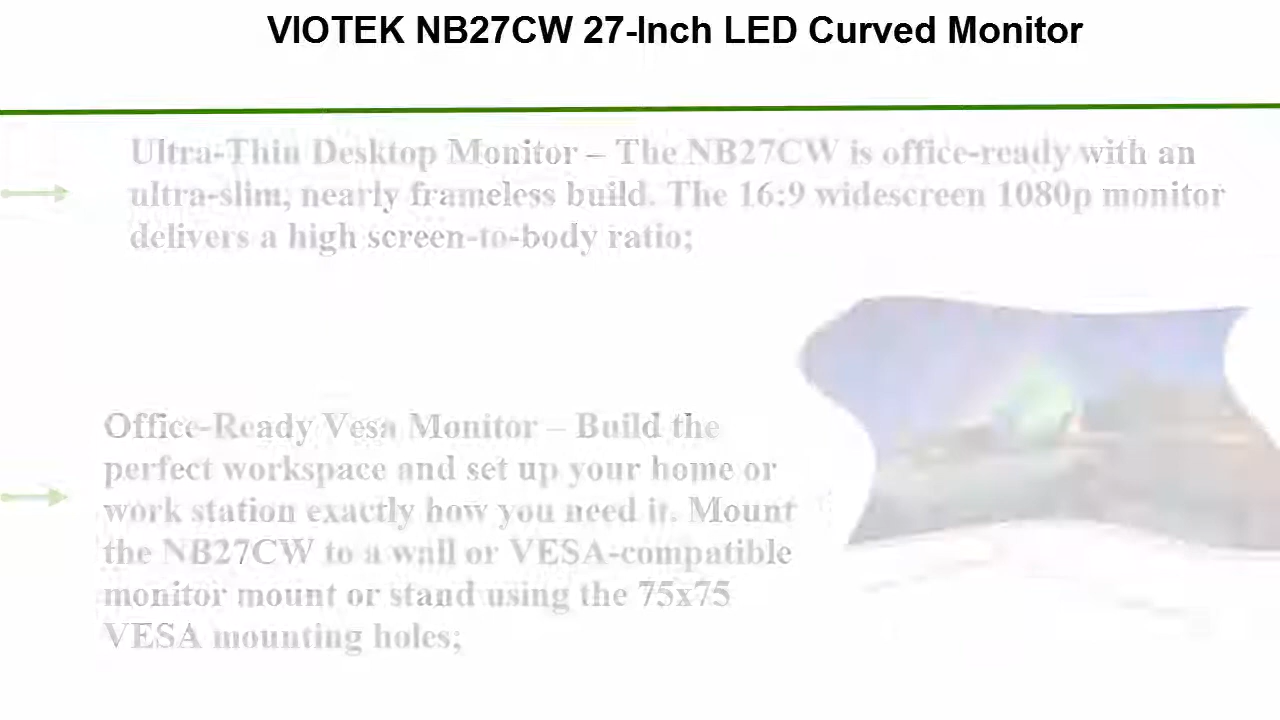 VIOTEK NB27CW 27-Inch LED Curved Monitor
Ultra-Thin Desktop Monitor – The NB27CW is office-ready with an
ultra-slim, nearly frameless build. The 16:9 widescreen 1080p monitor
delivers a high screen-to-body ratio;
Office-Ready Vesa Monitor – Build the
perfect workspace and set up your home or
work station exactly how you need it. Mount
the NB27CW to a wall or VESA-compatible
monitor mount or stand using the 75x75
VESA mounting holes;